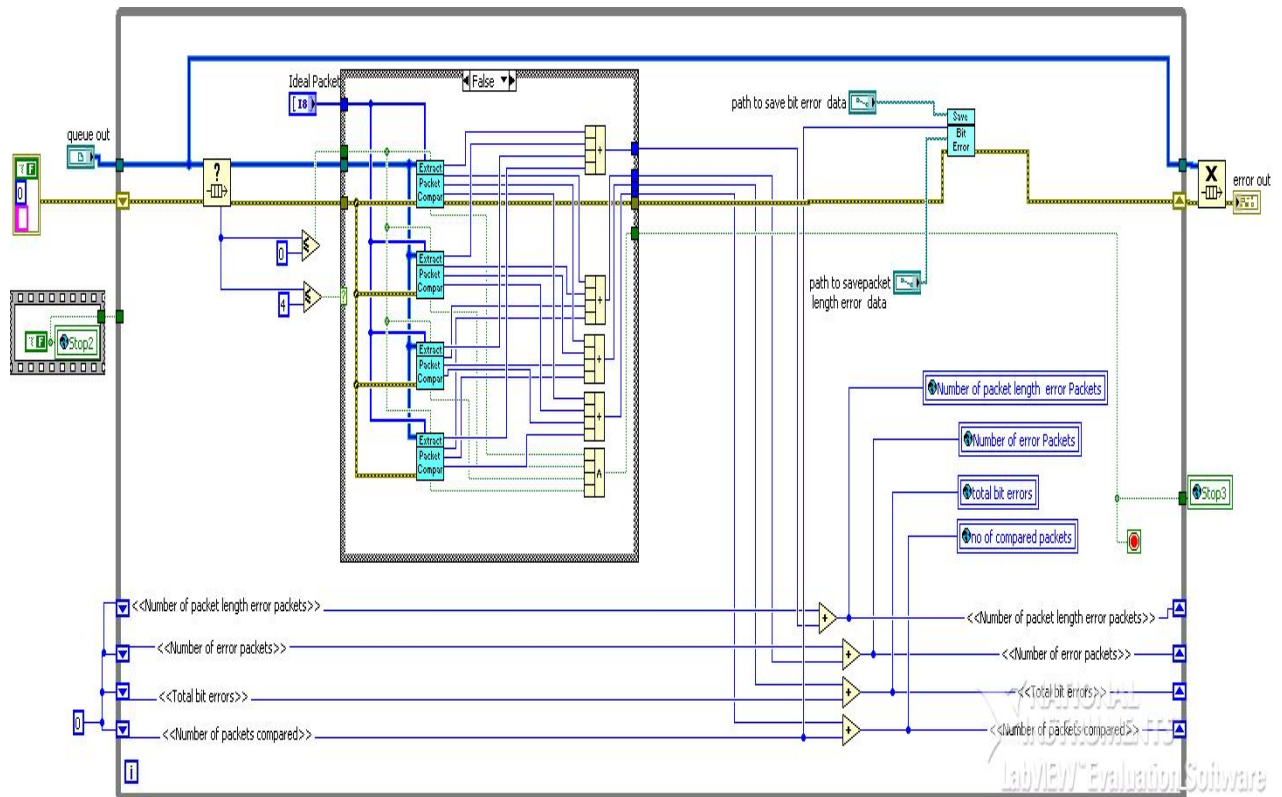 False
Ideal Packet
[I8]
path to save bit error data
Save
Bit
Error
queue out
?
F
0
Extract
Packet
Compar
+
X
error out
0
Extract
Packet
Compar
path to savepacket
length error data
4
?
+
F
Stop2
Extract
Packet
Compar
+
Number of packet length error Packets
+
Number of error Packets
Extract
Packet
Compar
total bit errors
Stop3
no of compared packets
<<Number of packet length error packets>>
+
<<Number of packet length error packets>>
<<Number of error packets>>
+
<<Number of error packets>>
<<Total bit errors>>
+
<<Total bit errors>>
0
<<Number of packets compared>>
+
<<Number of packets compared>>
i
NATIONAL
INSTRUMENTS
LabVIEW™ Evaluation Software